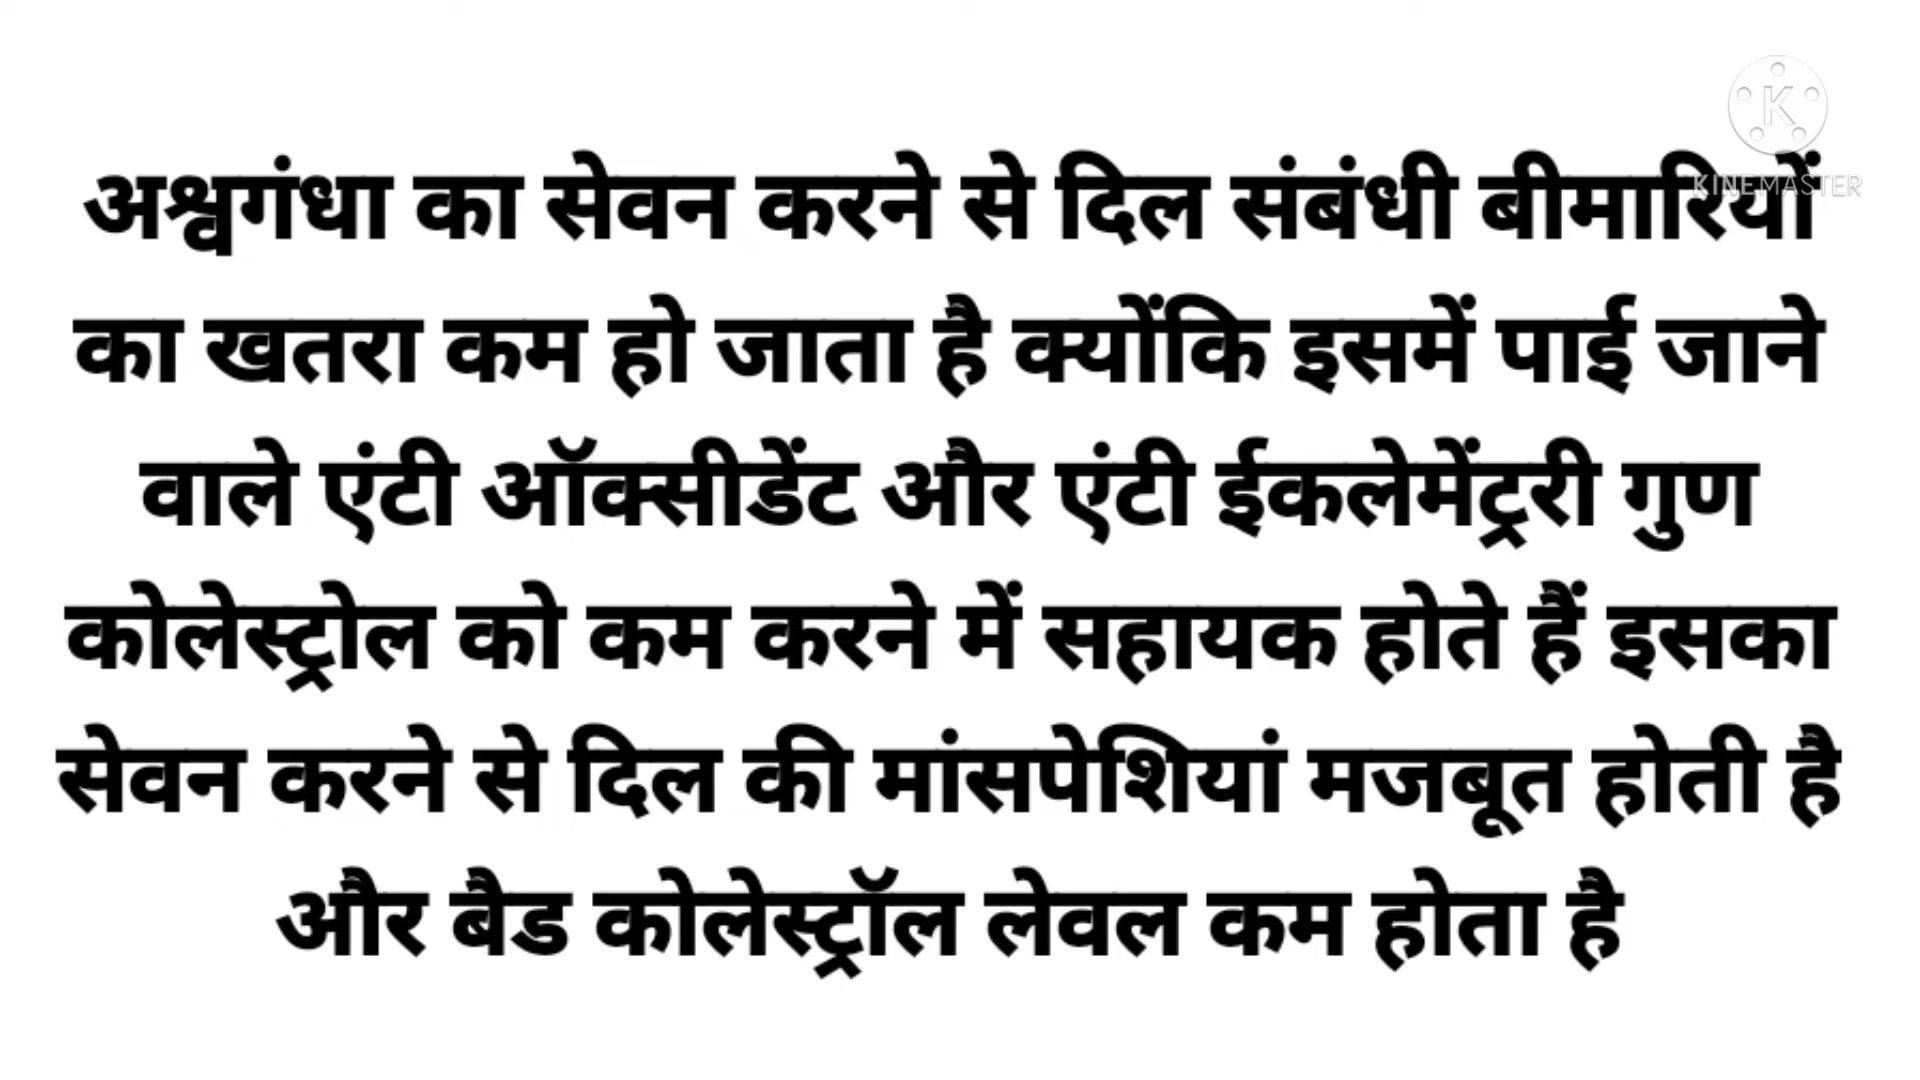 KINEMASTER
अश्वगंधा का सेवन करने से दिल संबंधी बीमारियों
का खतरा कम हो जाता है क्योंकि इसमें पाई जाने
वाले एंटी ऑक्सीडेंट और एंटी ईकलेमेंट्ररी गुण
कोलेस्ट्रोल को कम करने में सहायक होते हैं इसका
सेवन करने से दिल की मांसपेशियां मजबूत होती है
और बैड कोलेस्ट्रॉल लेवल कम होता है